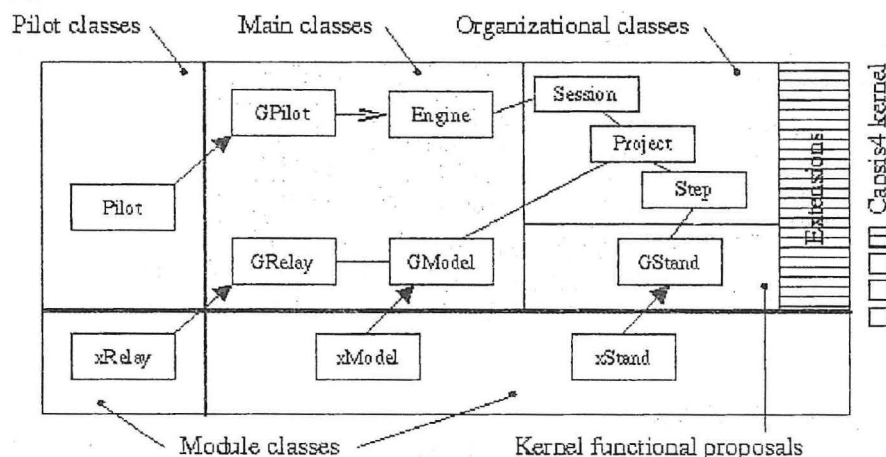 Pilot classes
Main classes
Organizational classes
GPilot
Engine
Session
Project
Pilot
Step
GRelay
GModel
GStand
Extensions
Capsis4 kernel
xRelay
xModel
xStand
Module classes
Kernel functional proposals